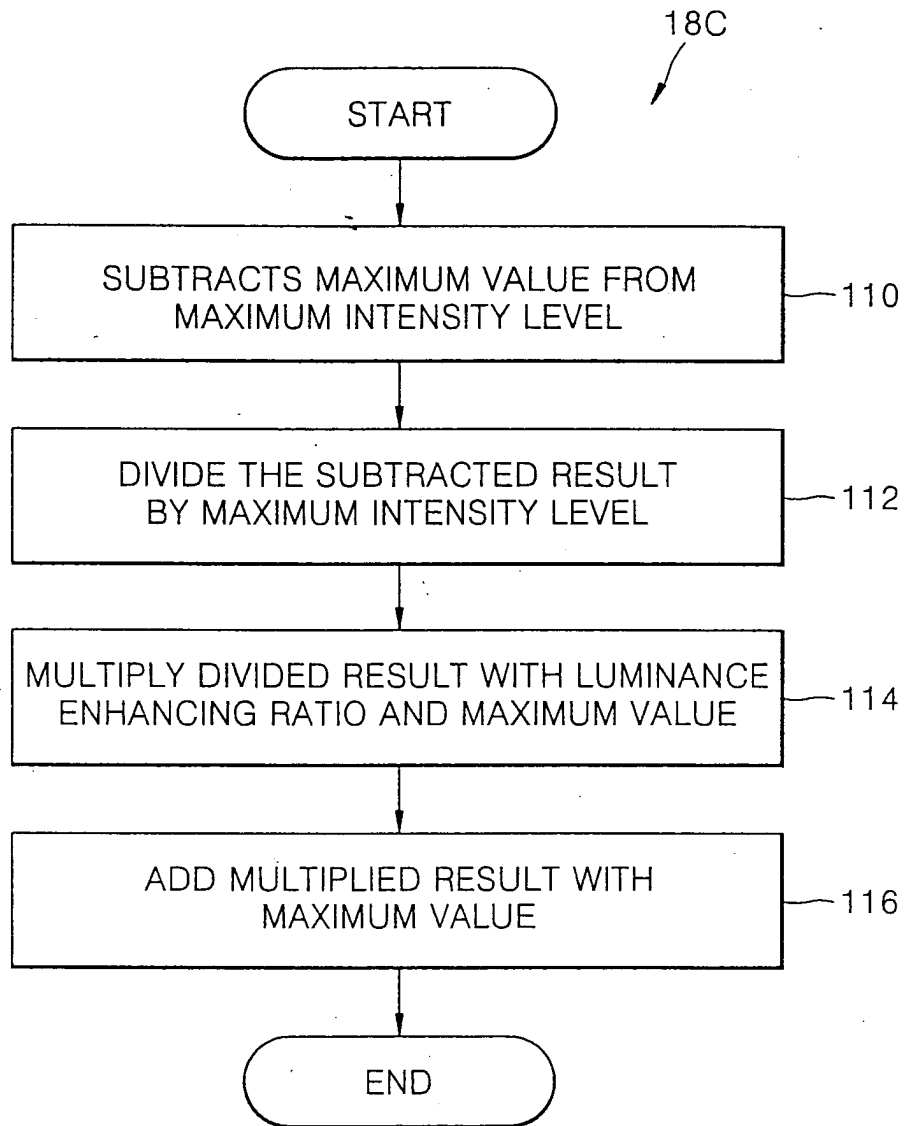 18C
START
SUBTRACTS MAXIMUM VALUE FROM
MAXIMUM INTENSITY LEVEL
110
DIVIDE THE SUBTRACTED RESULT
BY MAXIMUM INTENSITY LEVEL
112
MULTIPLY DIVIDED RESULT WITH LUMINANCE
ENHANCING RATIO AND MAXIMUM VALUE
114
ADD MULTIPLIED RESULT WITH
MAXIMUM VALUE
116
END